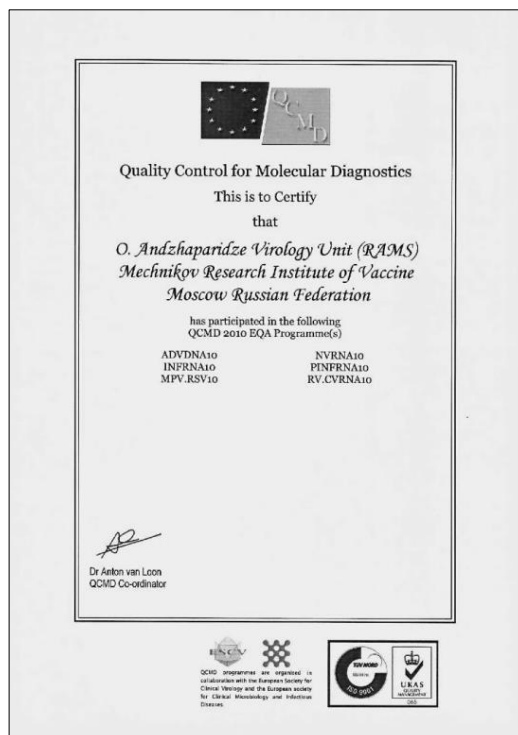 QCMD
Quality Control for Molecular Diagnostics
This is to Certify
that
O. Andzhaparidze Virology Unit (RAMS)
Mechnikov Research Institute of Vaccine
Moscow Russian Federation
has participated in the following
QCMD 2010 EQA Programme(s)
ADVDNA10 NVRNA10
INFRNA10 PINFRNA10
MPV.RSV10 RV.CVRNA10
Dr Anton van Loon
QCMD Co-ordinator
ESCV
QCMD programmes are organized in
collaboration with the European Society for
Clinical Virology and the European society
for Clinical Microbiology and Infectious
Diseases.
TÜV NORD
ISO 9001
UKAS
QUALITY
MANAGEMENT